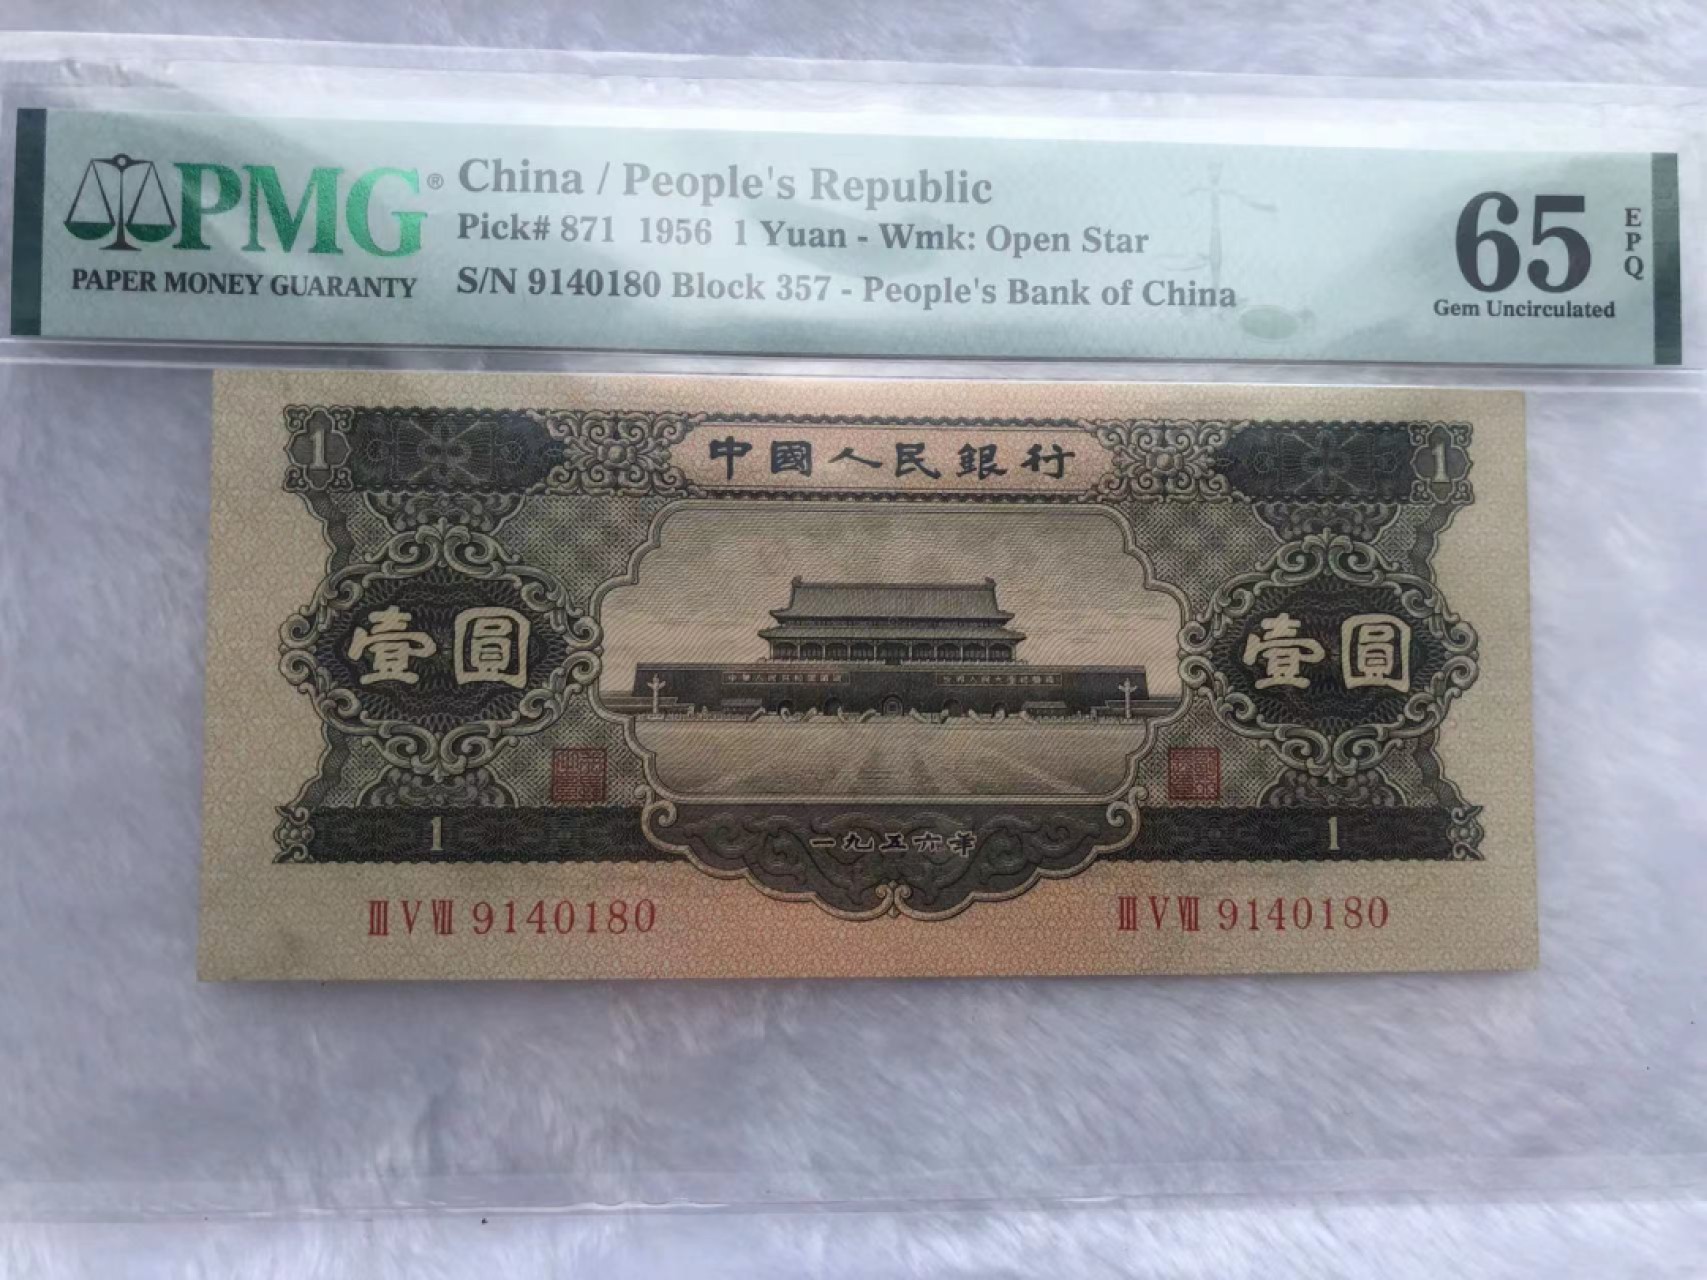 PMG®
PAPER MONEY GUARANTY
China / People's Republic
Pick# 871 1956 1 Yuan - Wmk: Open Star
S/N 9140180 Block 357 - People's Bank of China
65
EPQ
Gem Uncirculated
1 中國人民銀行 1
壹圓 壹圓
1 一九五六年 1
III V VII 9140180 III V VII 9140180